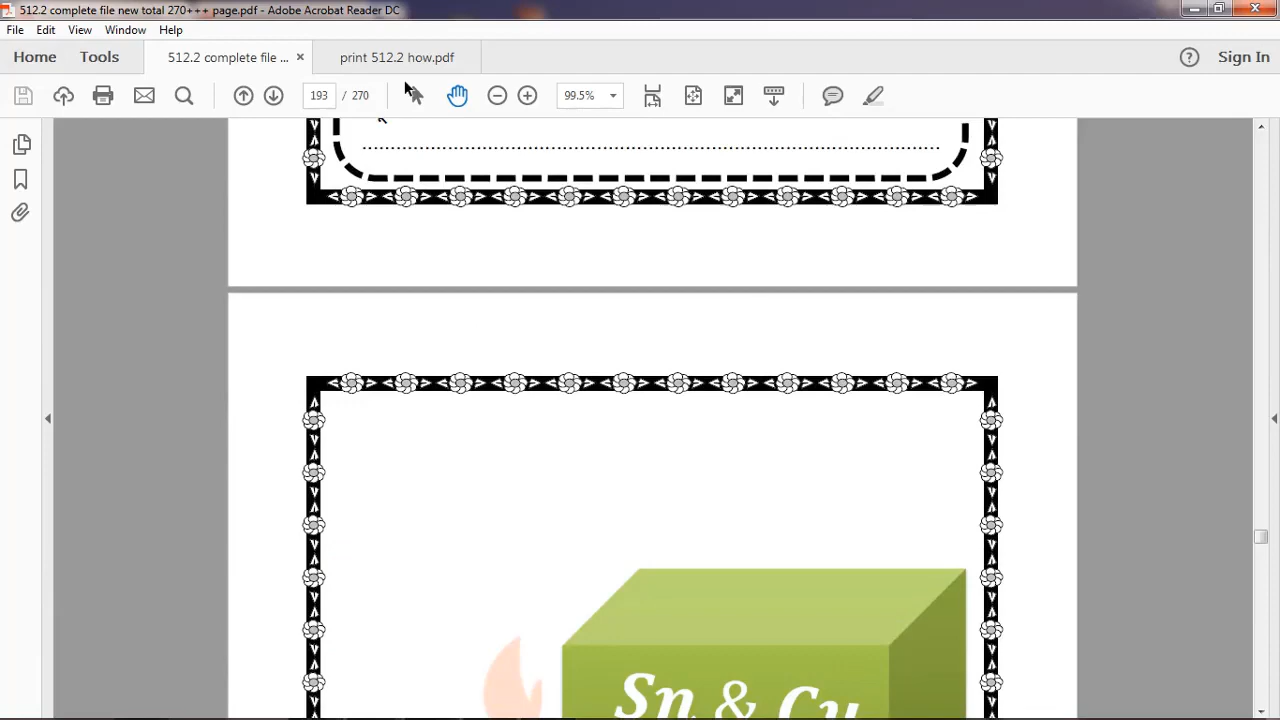 512.2 complete file new total 270+++ page.pdf - Adobe Acrobat Reader DC
File Edit View Window Help
Home Tools 512.2 complete file ... × print 512.2 how.pdf ? Sign In
193 / 270 99.5%
Sn & Cu